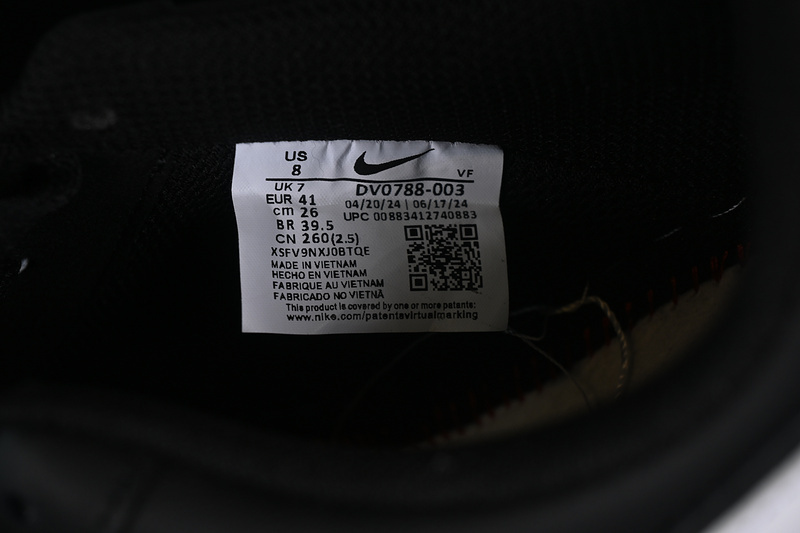 US
8
VF
UK 7
EUR 41
cm 26
BR 39.5
CN 260(2.5)
DV0788-003
04/20/24 | 06/17/24
UPC 00883412740883
XSFV9NXJ0BTQE
MADE IN VIETNAM
HECHO EN VIETNAM
FABRIQUE AU VIETNAM
FABRICADO NO VIETNÃ
This product is covered by one or more patents:
www.nike.com/patentsvirtualmarking